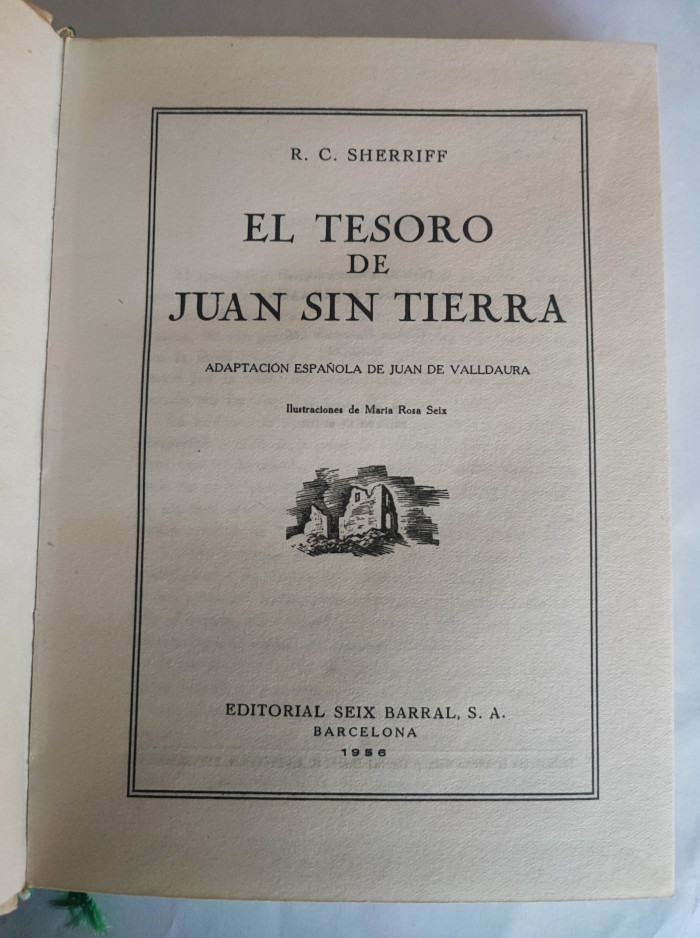 R. C. SHERRIFF
EL TESORO
DE
JUAN SIN TIERRA
ADAPTACIÓN ESPAÑOLA DE JUAN DE VALLDAURA
Ilustraciones de María Rosa Seix
EDITORIAL SEIX BARRAL, S. A.
BARCELONA
1956